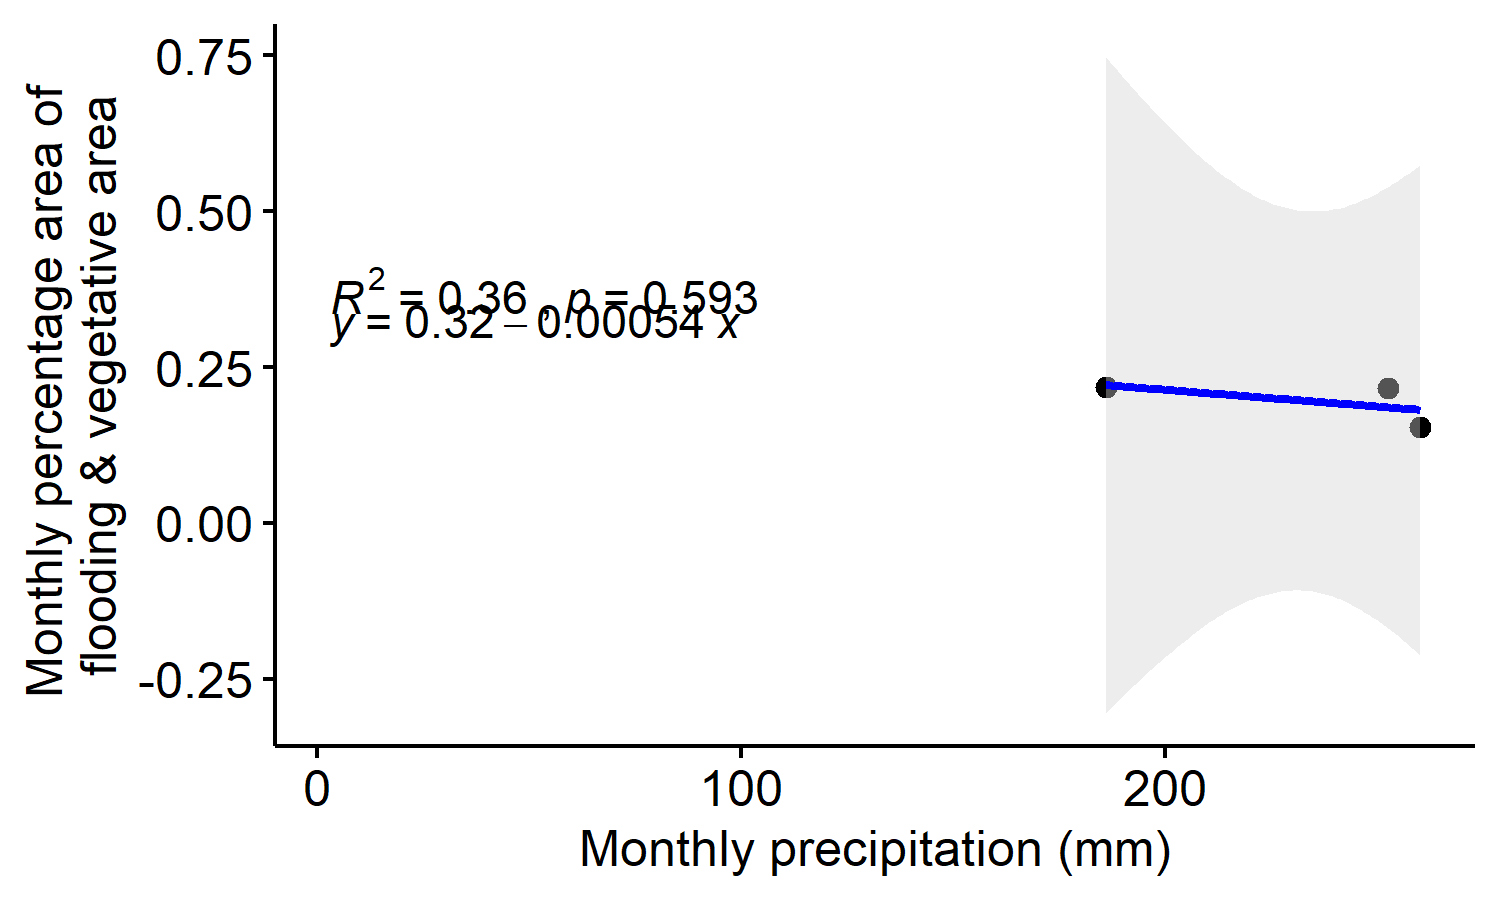 Monthly percentage area of
flooding & vegetative area
0.75
0.50
0.25
0.00
-0.25
R² = 0.36 , p = 0.593
y = 0.32 − 0.00054 x
0 100 200
Monthly precipitation (mm)